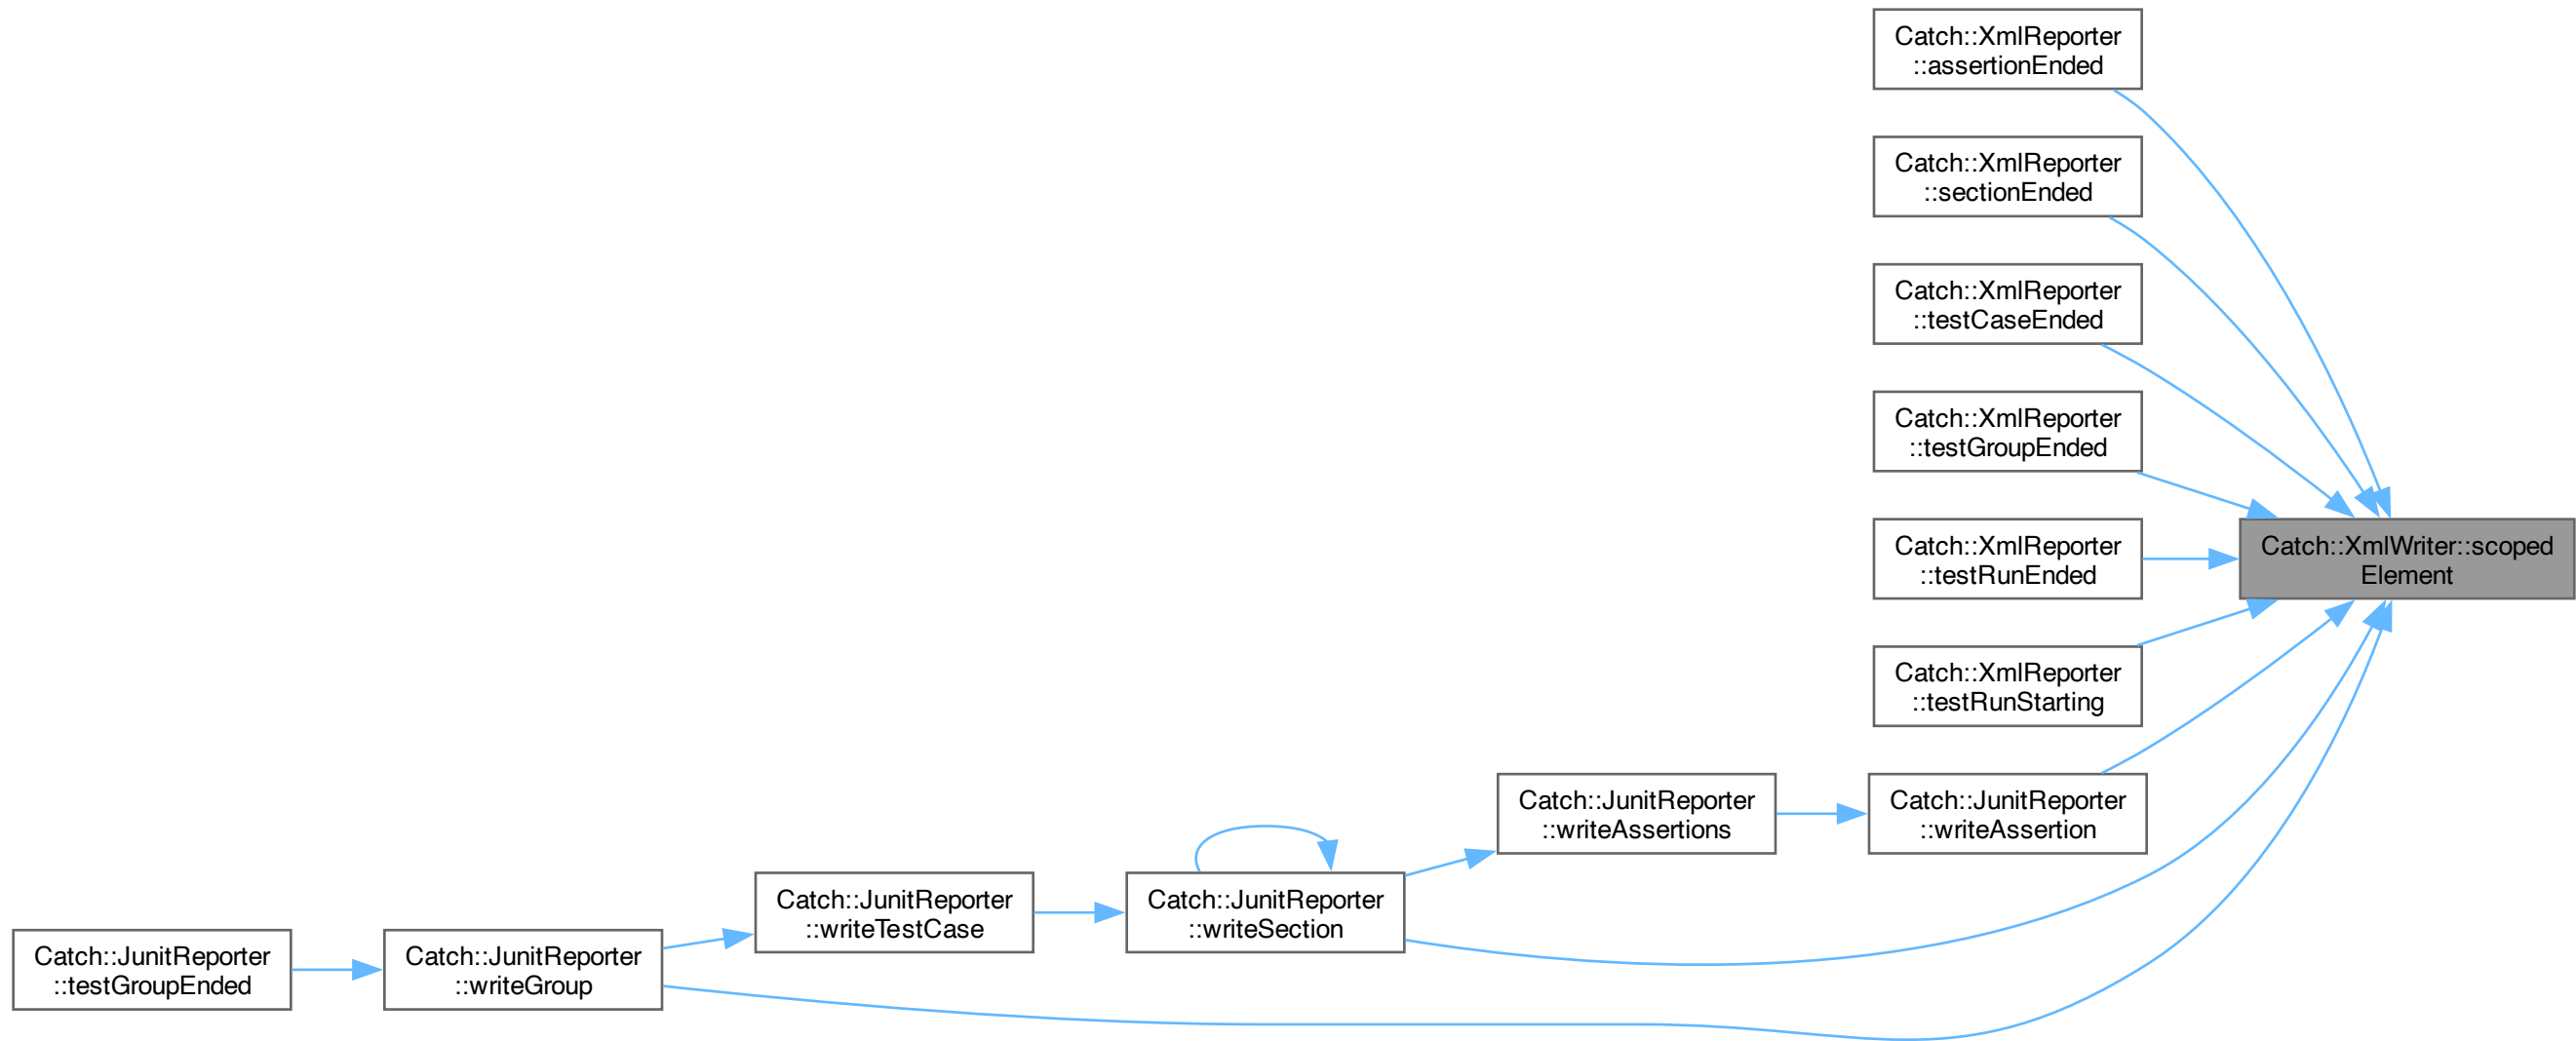 Catch::XmlReporter
::assertionEnded
Catch::XmlReporter
::sectionEnded
Catch::XmlReporter
::testCaseEnded
Catch::XmlReporter
::testGroupEnded
Catch::XmlReporter
::testRunEnded
Catch::XmlWriter::scoped
Element
Catch::XmlReporter
::testRunStarting
Catch::JunitReporter
::writeAssertions
Catch::JunitReporter
::writeAssertion
Catch::JunitReporter
::testGroupEnded
Catch::JunitReporter
::writeGroup
Catch::JunitReporter
::writeTestCase
Catch::JunitReporter
::writeSection